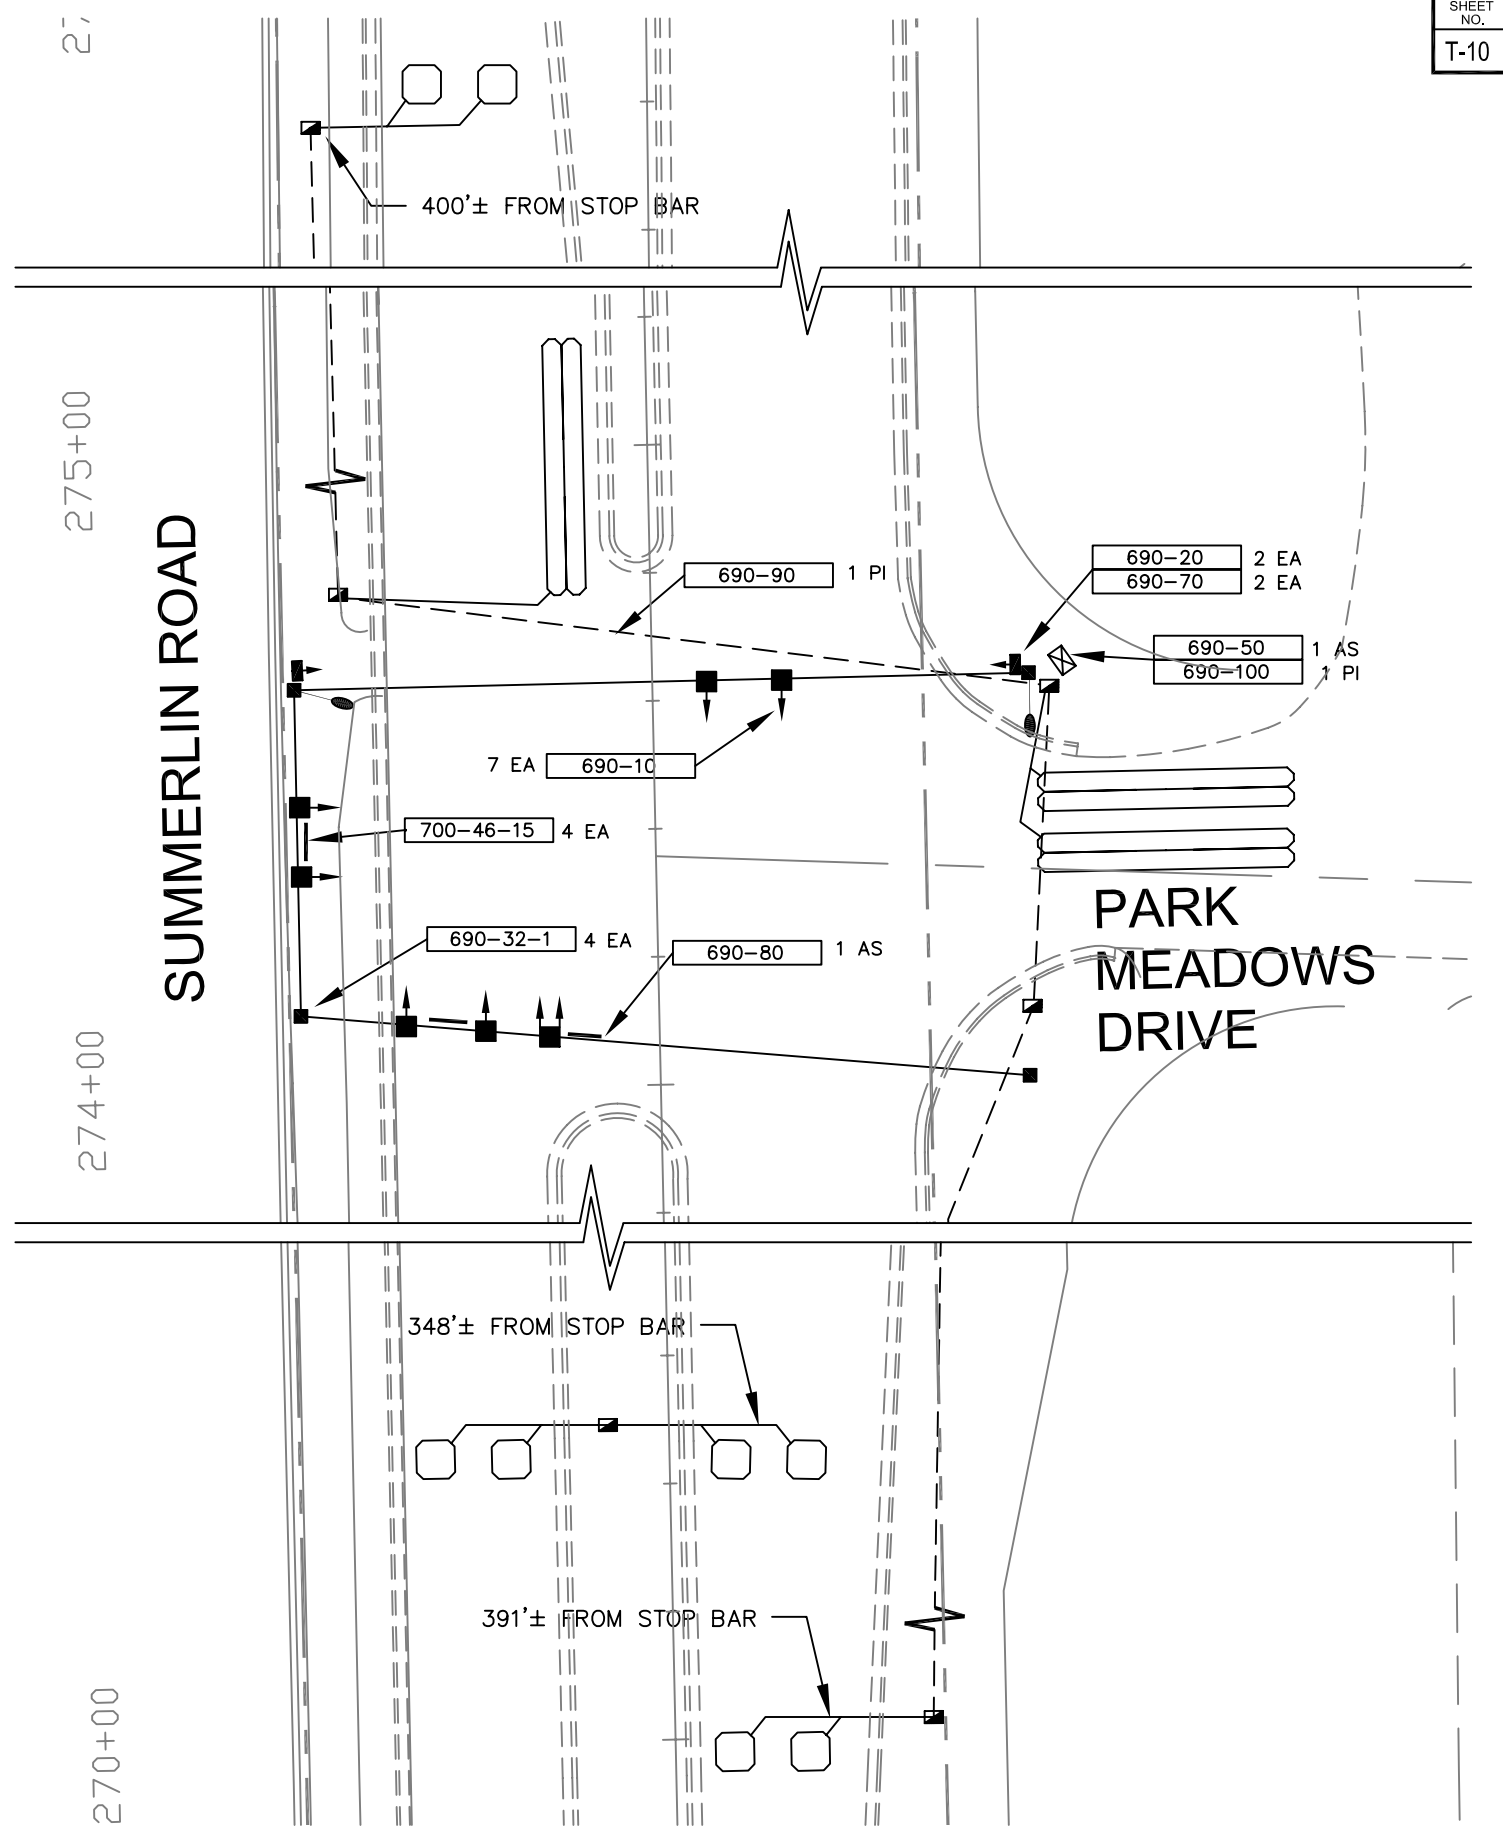 SHEET
NO.
T-10
27
400'± FROM STOP BAR
275+00
SUMMERLIN ROAD
690-90 1 PI
690-20 2 EA
690-70 2 EA
690-50 1 AS
690-100 1 PI
7 EA 690-10
700-46-15 4 EA
690-32-1 4 EA
690-80 1 AS
PARK
MEADOWS
DRIVE
274+00
348'± FROM STOP BAR
391'± FROM STOP BAR
270+00